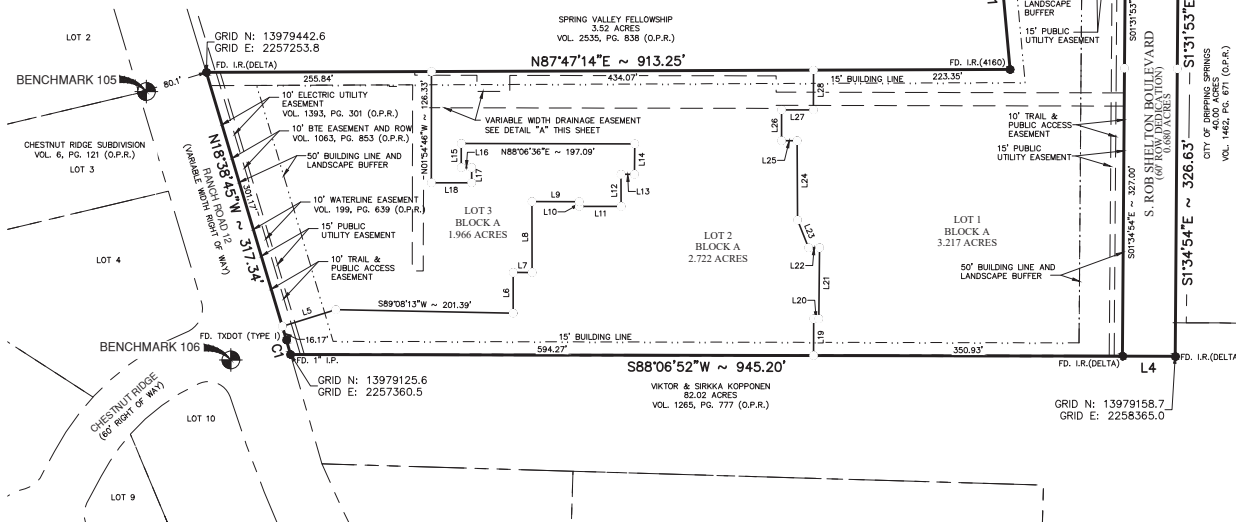 SPRING VALLEY FELLOWSHIP
3.52 ACRES
VOL. 2535, PG. 838 (O.P.R.)
LANDSCAPE
BUFFER
15' PUBLIC
UTILITY EASEMENT
S01°31'53"
S1°31'53"E
LOT 2
GRID N: 13979442.6
GRID E: 2257253.8
FD. I.R.(DELTA)
N87°47'14"E ~ 913.25'
FD. I.R.(4160)
BENCHMARK 105
80.1'
255.84'
434.07'
15' BUILDING LINE
223.35'
10' ELECTRIC UTILITY
EASEMENT
VOL. 1393, PG. 301 (O.P.R.)
10' BTE EASEMENT AND ROW
VOL. 1063, PG. 853 (O.P.R.)
50' BUILDING LINE AND
LANDSCAPE BUFFER
10' WATERLINE EASEMENT
VOL. 199, PG. 639 (O.P.R.)
15' PUBLIC
UTILITY EASEMENT
10' TRAIL &
PUBLIC ACCESS
EASEMENT
CHESTNUT RIDGE SUBDIVISION
VOL. 6, PG. 121 (O.P.R.)
LOT 3
N18°38'45"W ~ 317.34'
RANCH ROAD 12
(VARIABLE WIDTH RIGHT OF WAY)
301.17'
N01°54'46"W ~ 126.33'
VARIABLE WIDTH DRAINAGE EASEMENT
SEE DETAIL "A" THIS SHEET
L28
L27
L26
L25
L15
L16
N88°06'36"E ~ 197.09'
L14
L17
L18
L13
L12
L9
L10
L11
L24
L8
L23
L22
L7
L6
L21
L20
L19
LOT 3
BLOCK A
1.966 ACRES
LOT 2
BLOCK A
2.722 ACRES
LOT 1
BLOCK A
3.217 ACRES
10' TRAIL &
PUBLIC ACCESS
EASEMENT
15' PUBLIC
UTILITY EASEMENT
50' BUILDING LINE AND
LANDSCAPE BUFFER
S01°34'54"E ~ 327.00'
S. ROB SHELTON BOULEVARD
(60' ROW DEDICATION)
0.680 ACRES
S1°34'54"E ~ 326.63'
CITY OF DRIPPING SPRINGS
40.00 ACRES
VOL. 1462, PG. 671 (O.P.R.)
LOT 4
S89°08'13"W ~ 201.39'
L5
FD. TXDOT (TYPE I)
16.17'
15' BUILDING LINE
BENCHMARK 106
C1
FD. 1" I.P.
594.27'
350.93'
S88°06'52"W ~ 945.20'
FD. I.R.(DELTA)
L4
FD. I.R.(DELTA
GRID N: 13979125.6
GRID E: 2257360.5
VIKTOR & SIRKKA KOPPONEN
82.02 ACRES
VOL. 1265, PG. 777 (O.P.R.)
GRID N: 13979158.7
GRID E: 2258365.0
CHESTNUT RIDGE
(60' RIGHT OF WAY)
LOT 10
LOT 9